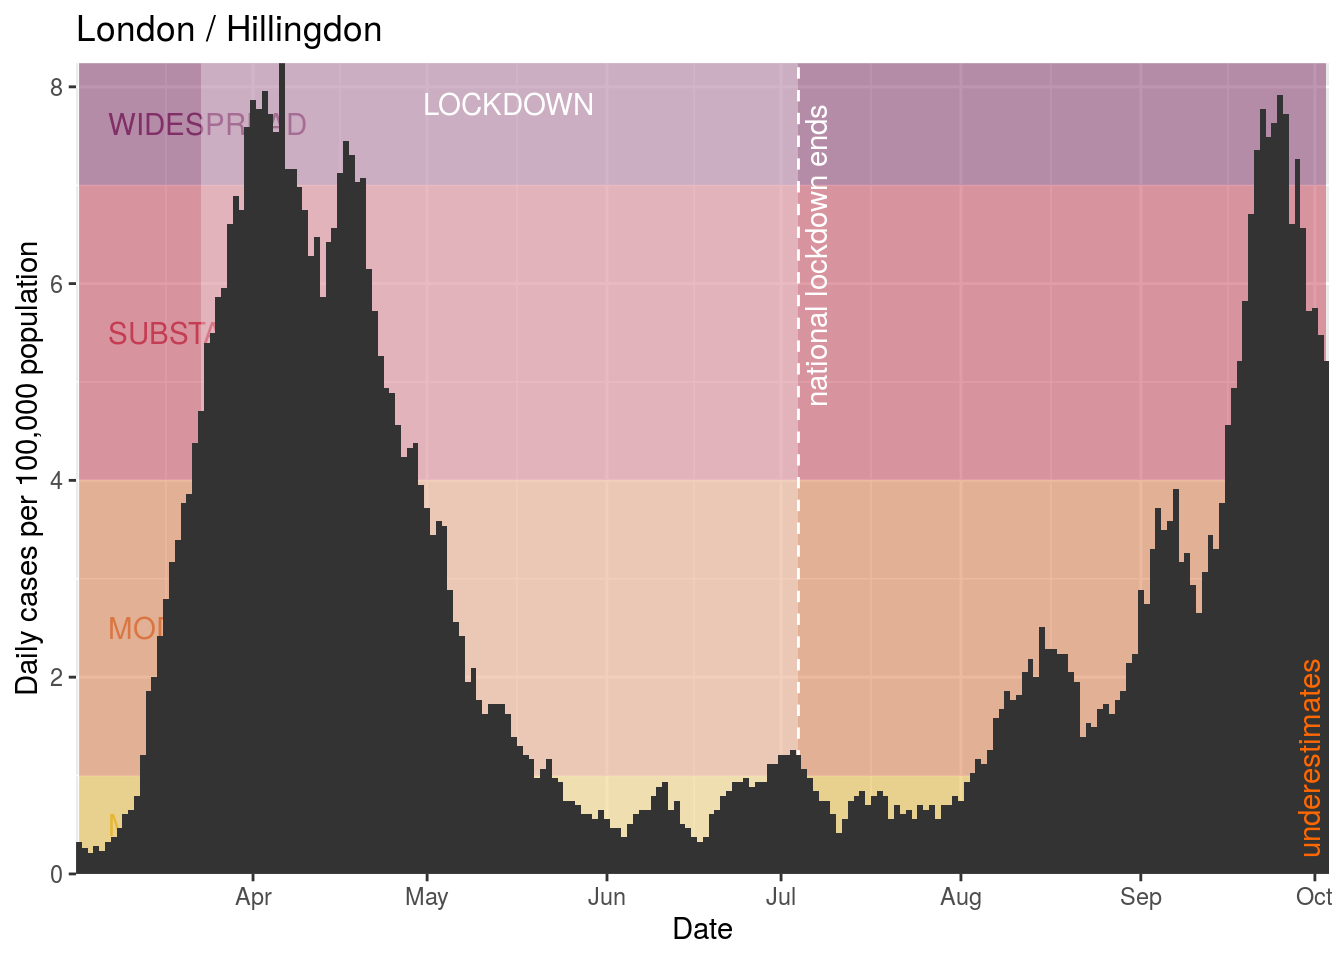 London / Hillingdon
Daily cases per 100,000 population
8
6
4
2
0
WIDESPREAD
LOCKDOWN
national lockdown ends
SUBSTA
MOD
M
underestimates
Apr
May
Jun
Jul
Aug
Sep
Oct
Date